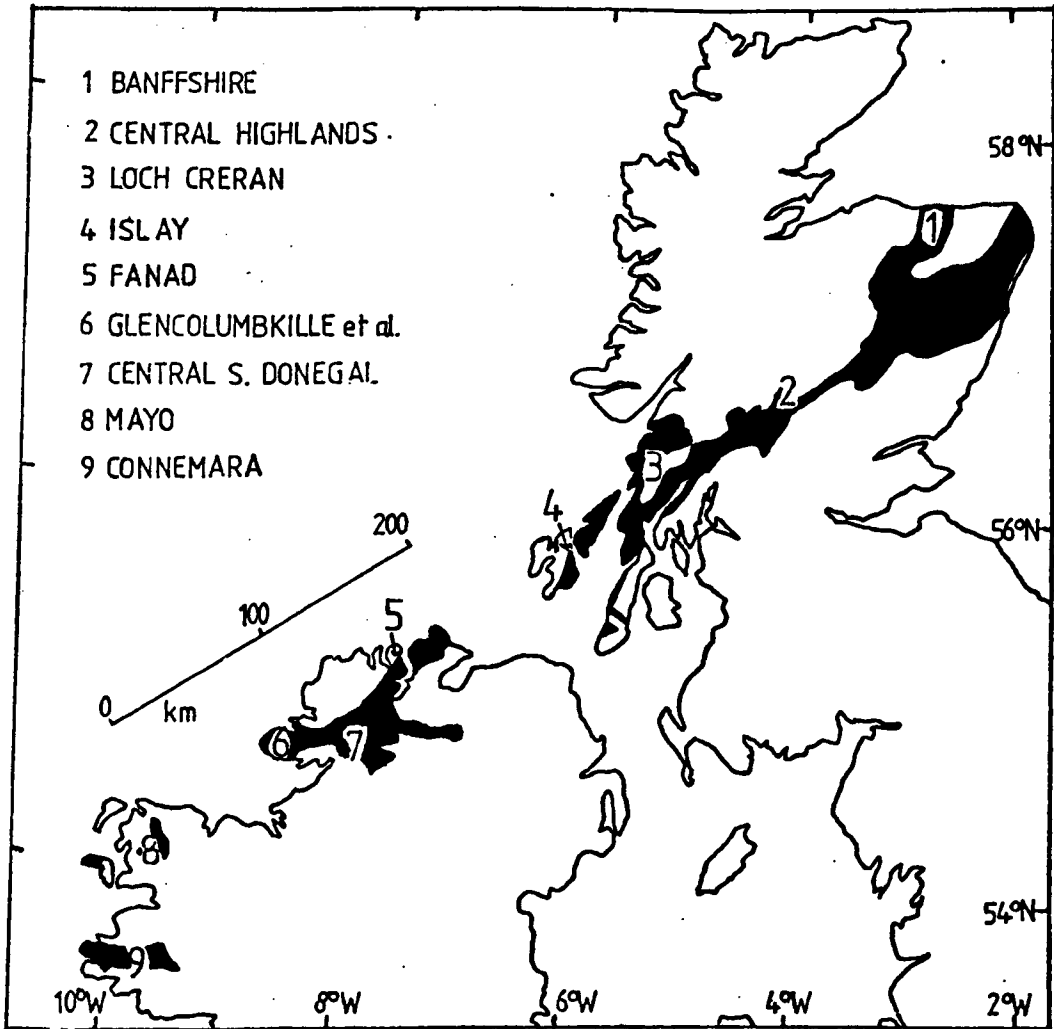 1 BANFFSHIRE
2 CENTRAL HIGHLANDS
3 LOCH CRERAN
4 ISLAY
5 FANAD
6 GLENCOLUMBKILLE et al.
7 CENTRAL S. DONEGAL
8 MAYO
9 CONNEMARA
58°N
1
2
3
4
56°N
200
100
0 km
5
6
7
8
9
54°N
10°W 8°W 6°W 4°W 2°W